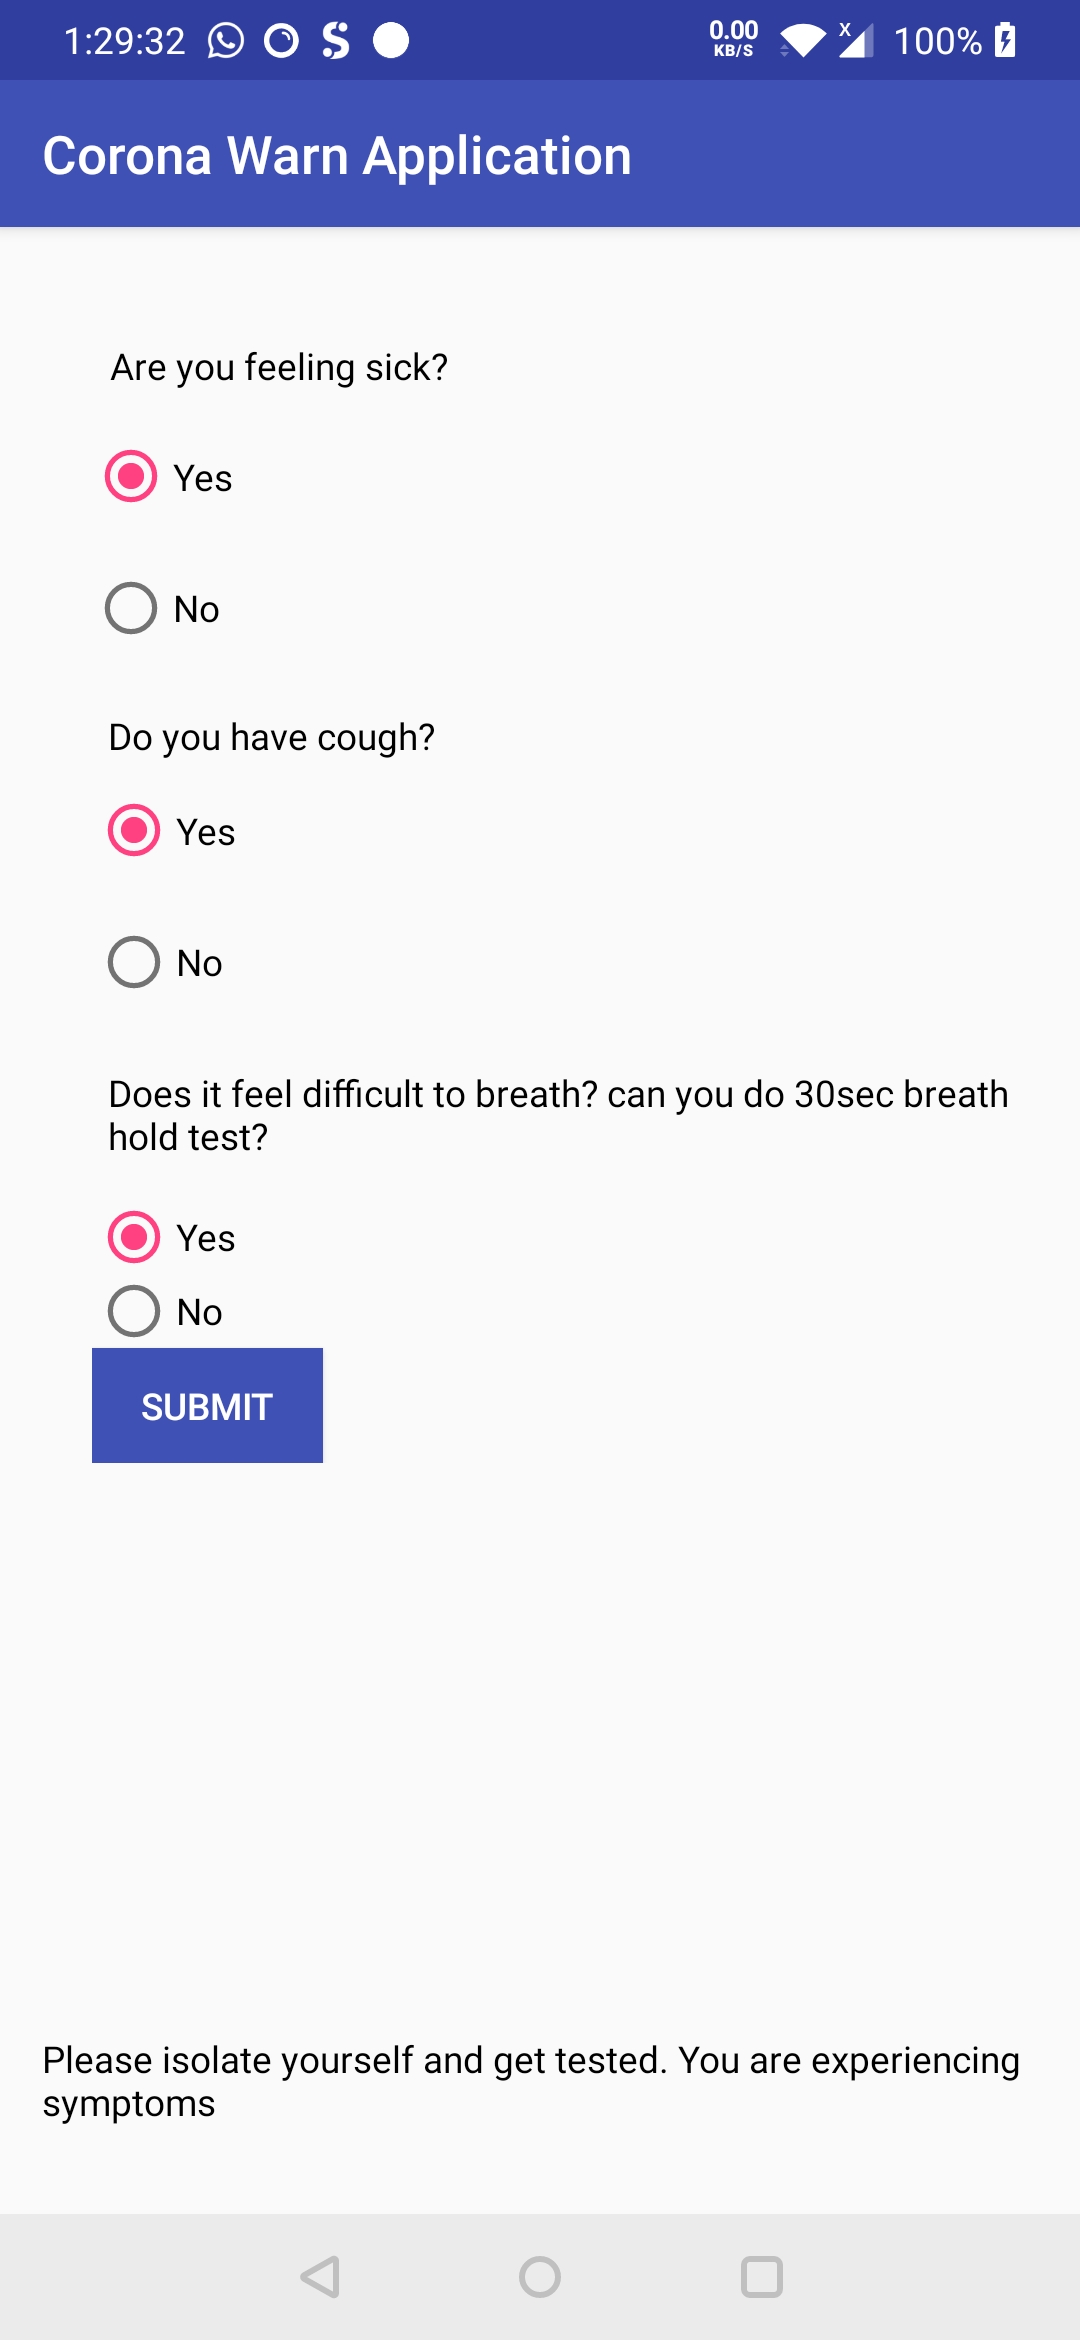 1:29:32
0.00
KB/S
X
100%
Corona Warn Application
Are you feeling sick?
Yes
No
Do you have cough?
Yes
No
Does it feel difficult to breath? can you do 30sec breath
hold test?
Yes
No
SUBMIT
Please isolate yourself and get tested. You are experiencing
symptoms